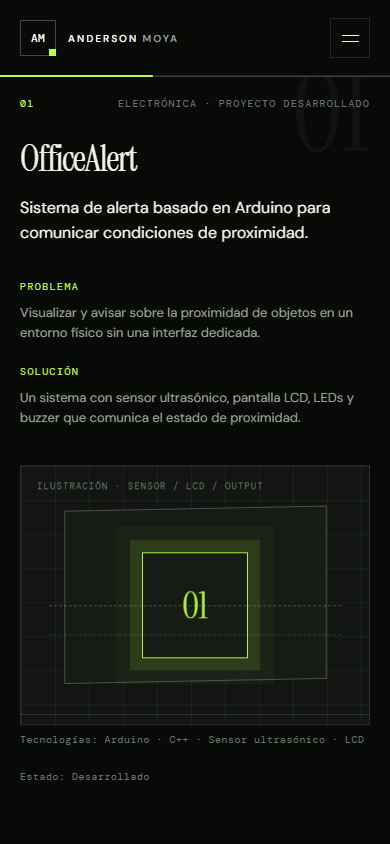 AM
ANDERSON MOYA
01
ELECTRÓNICA · PROYECTO DESARROLLADO
01
OfficeAlert
Sistema de alerta basado en Arduino para
comunicar condiciones de proximidad.
PROBLEMA
Visualizar y avisar sobre la proximidad de objetos en un
entorno físico sin una interfaz dedicada.
SOLUCIÓN
Un sistema con sensor ultrasónico, pantalla LCD, LEDs y
buzzer que comunica el estado de proximidad.
ILUSTRACIÓN · SENSOR / LCD / OUTPUT
01
Tecnologías: Arduino · C++ · Sensor ultrasónico · LCD
Estado: Desarrollado